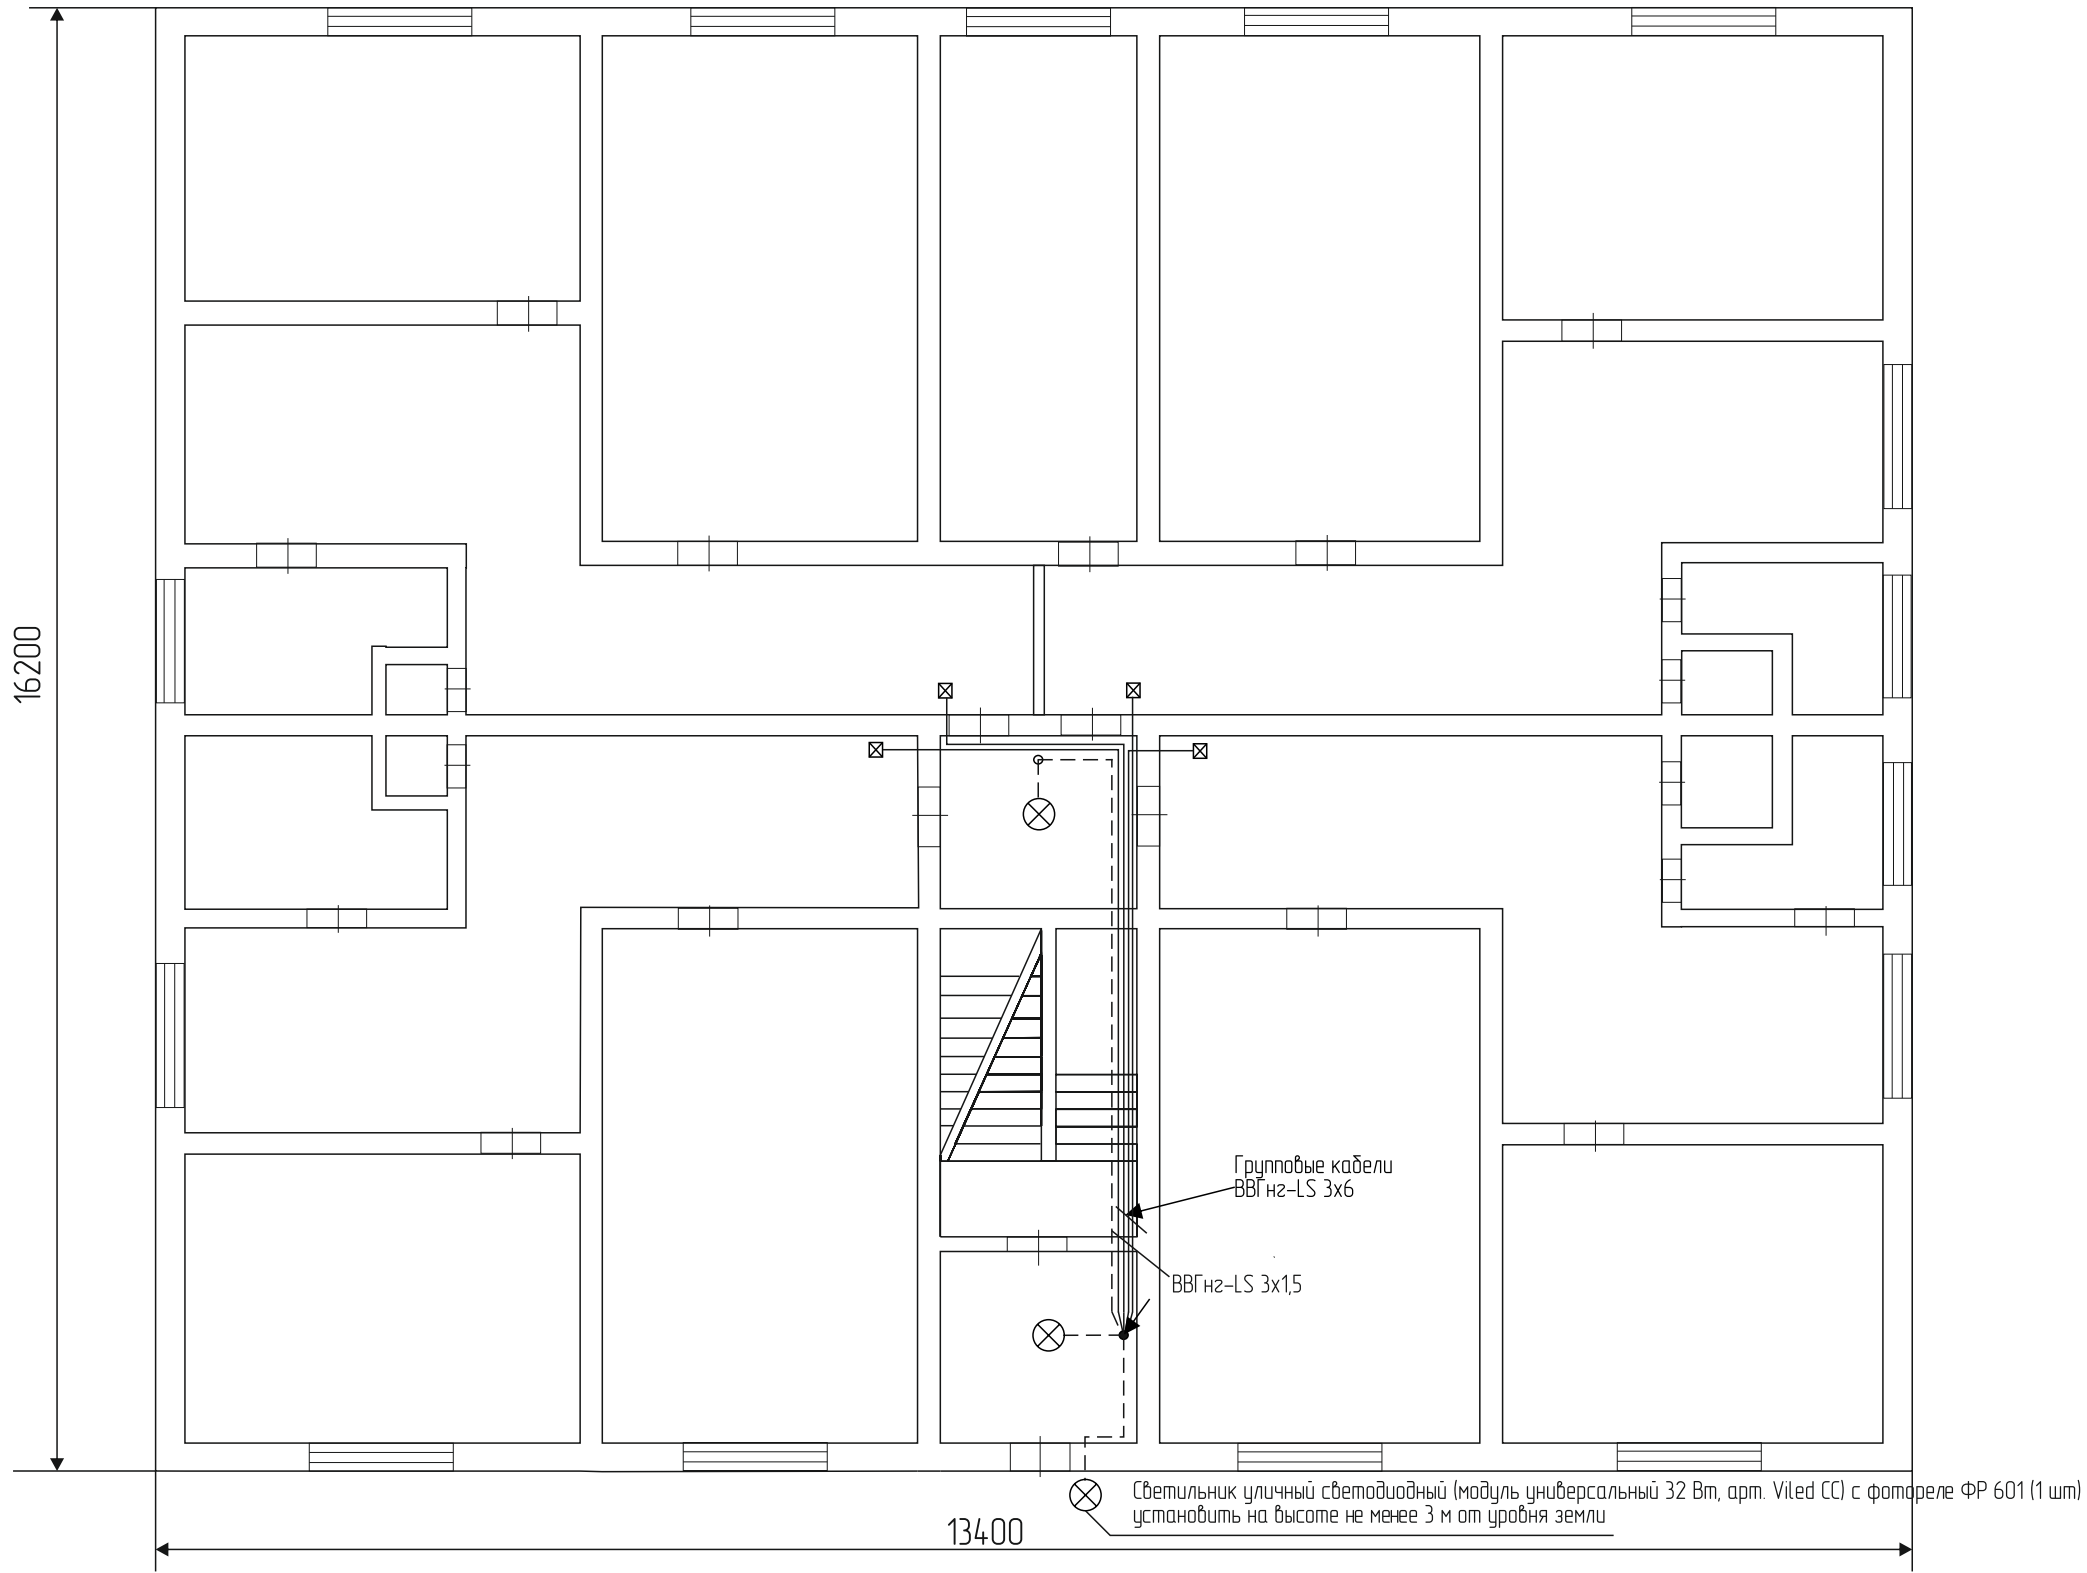 16200
Групповые кабели
ВВГнг-LS 3х6
ВВГнг-LS 3х1,5
Светильник уличный светодиодный (модуль универсальный 32 Вт, арт. Viled СС) с фотореле ФР 601 (1 шт)
установить на высоте не менее 3 м от уровня земли
13400